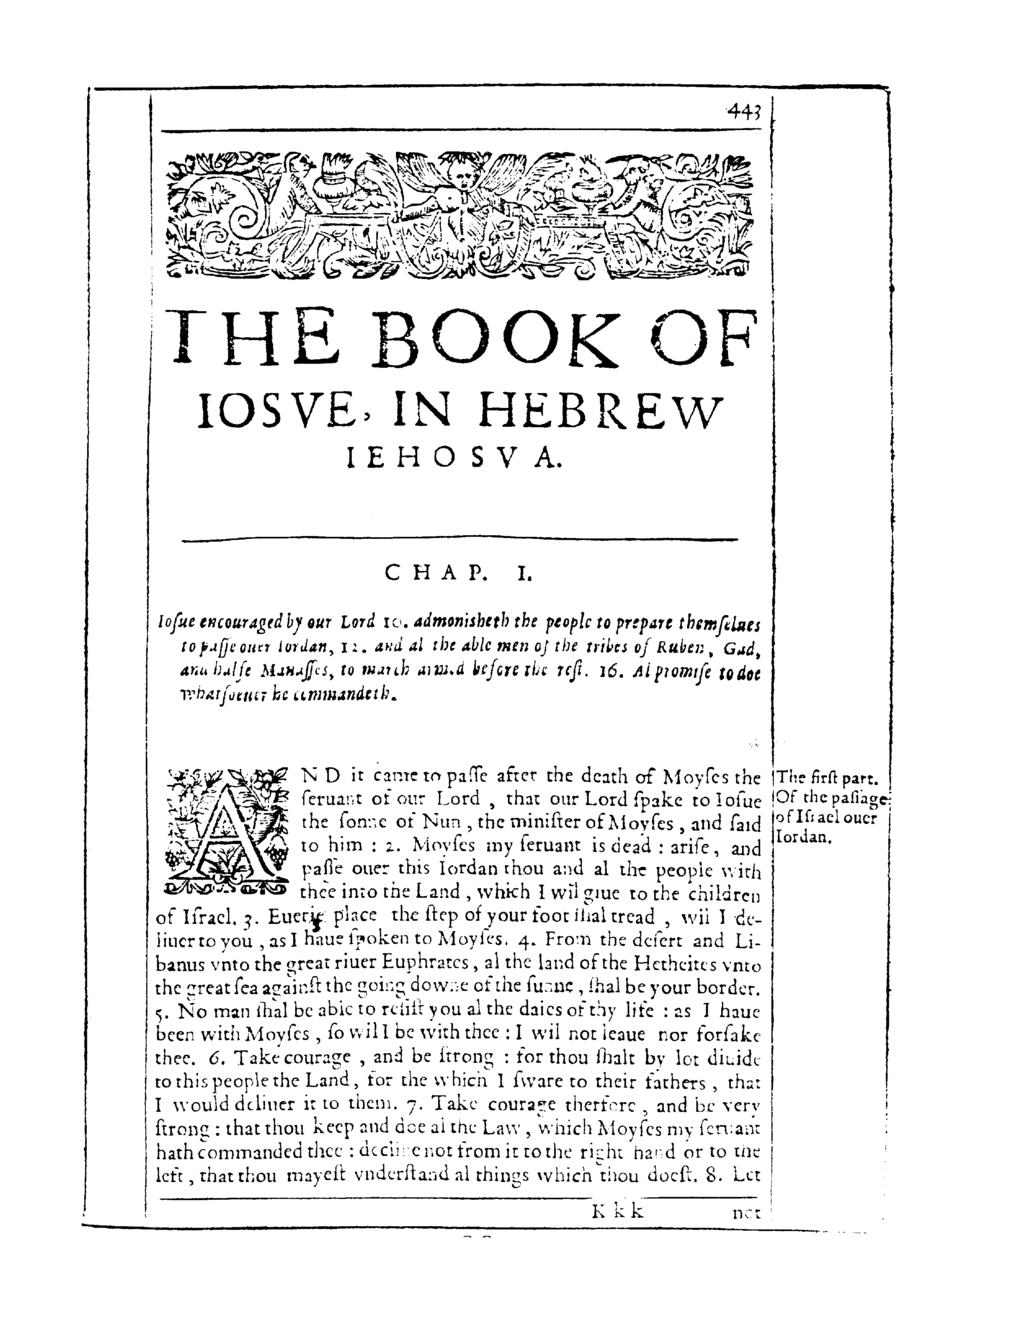 443
THE BOOK OF
IOSVE, IN HEBREW
IEHOSVA.
CHAP. I.
Ioſue encouraged by our Lord 10. admonisheth the people to prepare themſelues
to paſſe ouer Iordan, 12. and al the able men of the tribes of Ruben, Gad,
and halfe Manaſſes, to march armed before the reſt. 16. Al promiſe to doe
whatſoeuer he commandeth.
AND it came to paſſe after the death of Moyſes the
ſeruant of our Lord, that our Lord ſpake to Ioſue
the ſonne of Nun, the miniſter of Moyſes, and ſaid
to him: 2. Moyſes my ſeruant is dead: ariſe, and
paſſe ouer this Iordan thou and al the people with
thee into the Land, which I wil giue to the children
of Iſrael. 3. Euerie place the ſtep of your foot ſhal tread, wil I de-
liuer to you, as I haue ſpoken to Moyſes. 4. From the deſert and Li-
banus vnto the great riuer Euphrates, al the land of the Hetheites vnto
the great ſea againſt the going downe of the ſunne, ſhal be your border.
5. No man ſhal be able to reſiſt you al the daies of thy life: as I haue
been with Moyſes, ſo will I be with thee: I wil not leaue nor forſake
thee. 6. Take courage, and be ſtrong: for thou ſhalt by lot diuide
to this people the Land, for the which I ſware to their fathers, that
I would deliuer it to them. 7. Take courage therfore, and be very
ſtrong: that thou keep and doe al the Law, which Moyſes my ſeruant
hath commanded thee: decline not from it to the right hand or to the
left, that thou mayeſt vnderſtand al things which thou doeſt. 8. Let
The firſt part.
Of the paſſage
of Iſrael ouer
Iordan.
Kkk
not